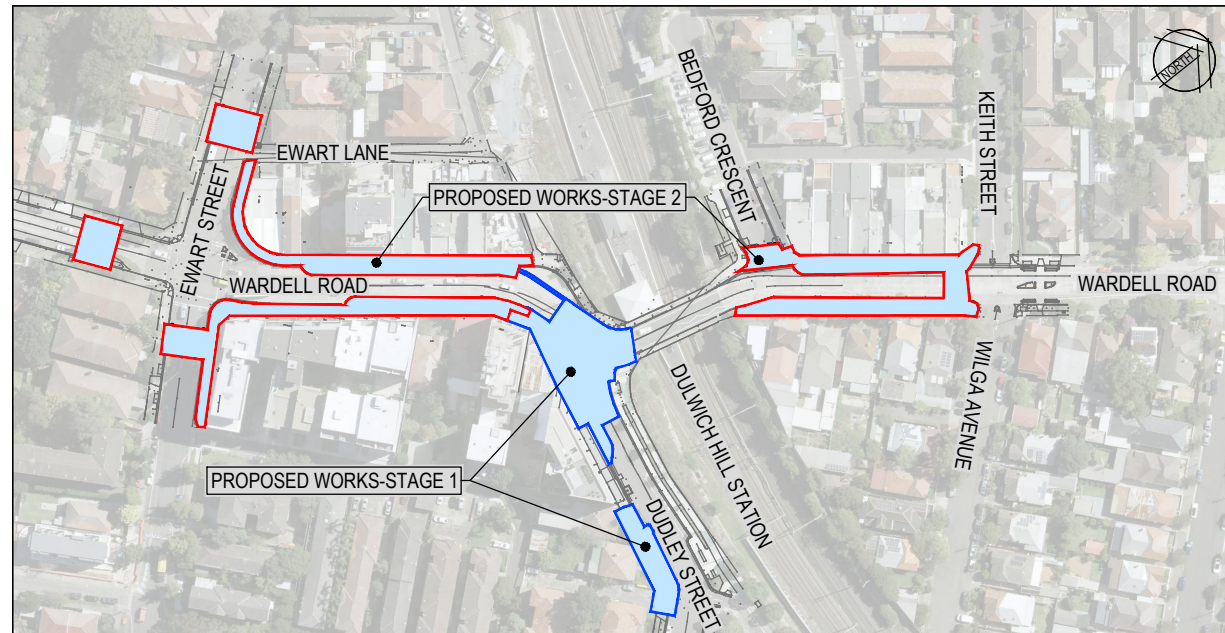 NORTH
BEDFORD CRESCENT
KEITH STREET
EWART LANE
PROPOSED WORKS-STAGE 2
EWART STREET
WARDELL ROAD
WARDELL ROAD
DULWICH HILL STATION
WILGA AVENUE
PROPOSED WORKS-STAGE 1
DUDLEY STREET